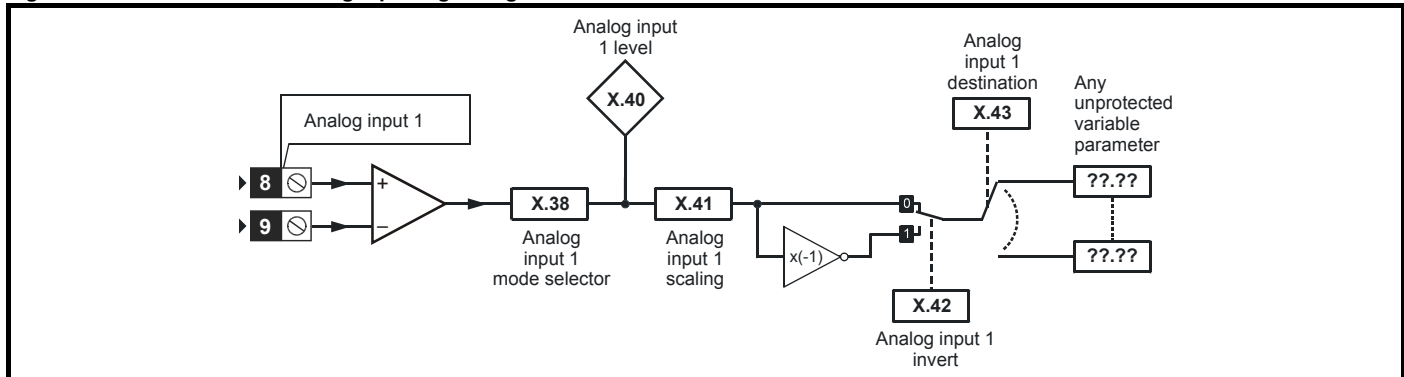 Analog input
1 level
X.40
Analog
input 1
destination
X.43
Any
unprotected
variable
parameter
??.??
??.??
Analog input 1
8
9
+
–
X.38
Analog
input 1
mode selector
X.41
Analog
input 1
scaling
x(-1)
0
1
X.42
Analog input 1
invert